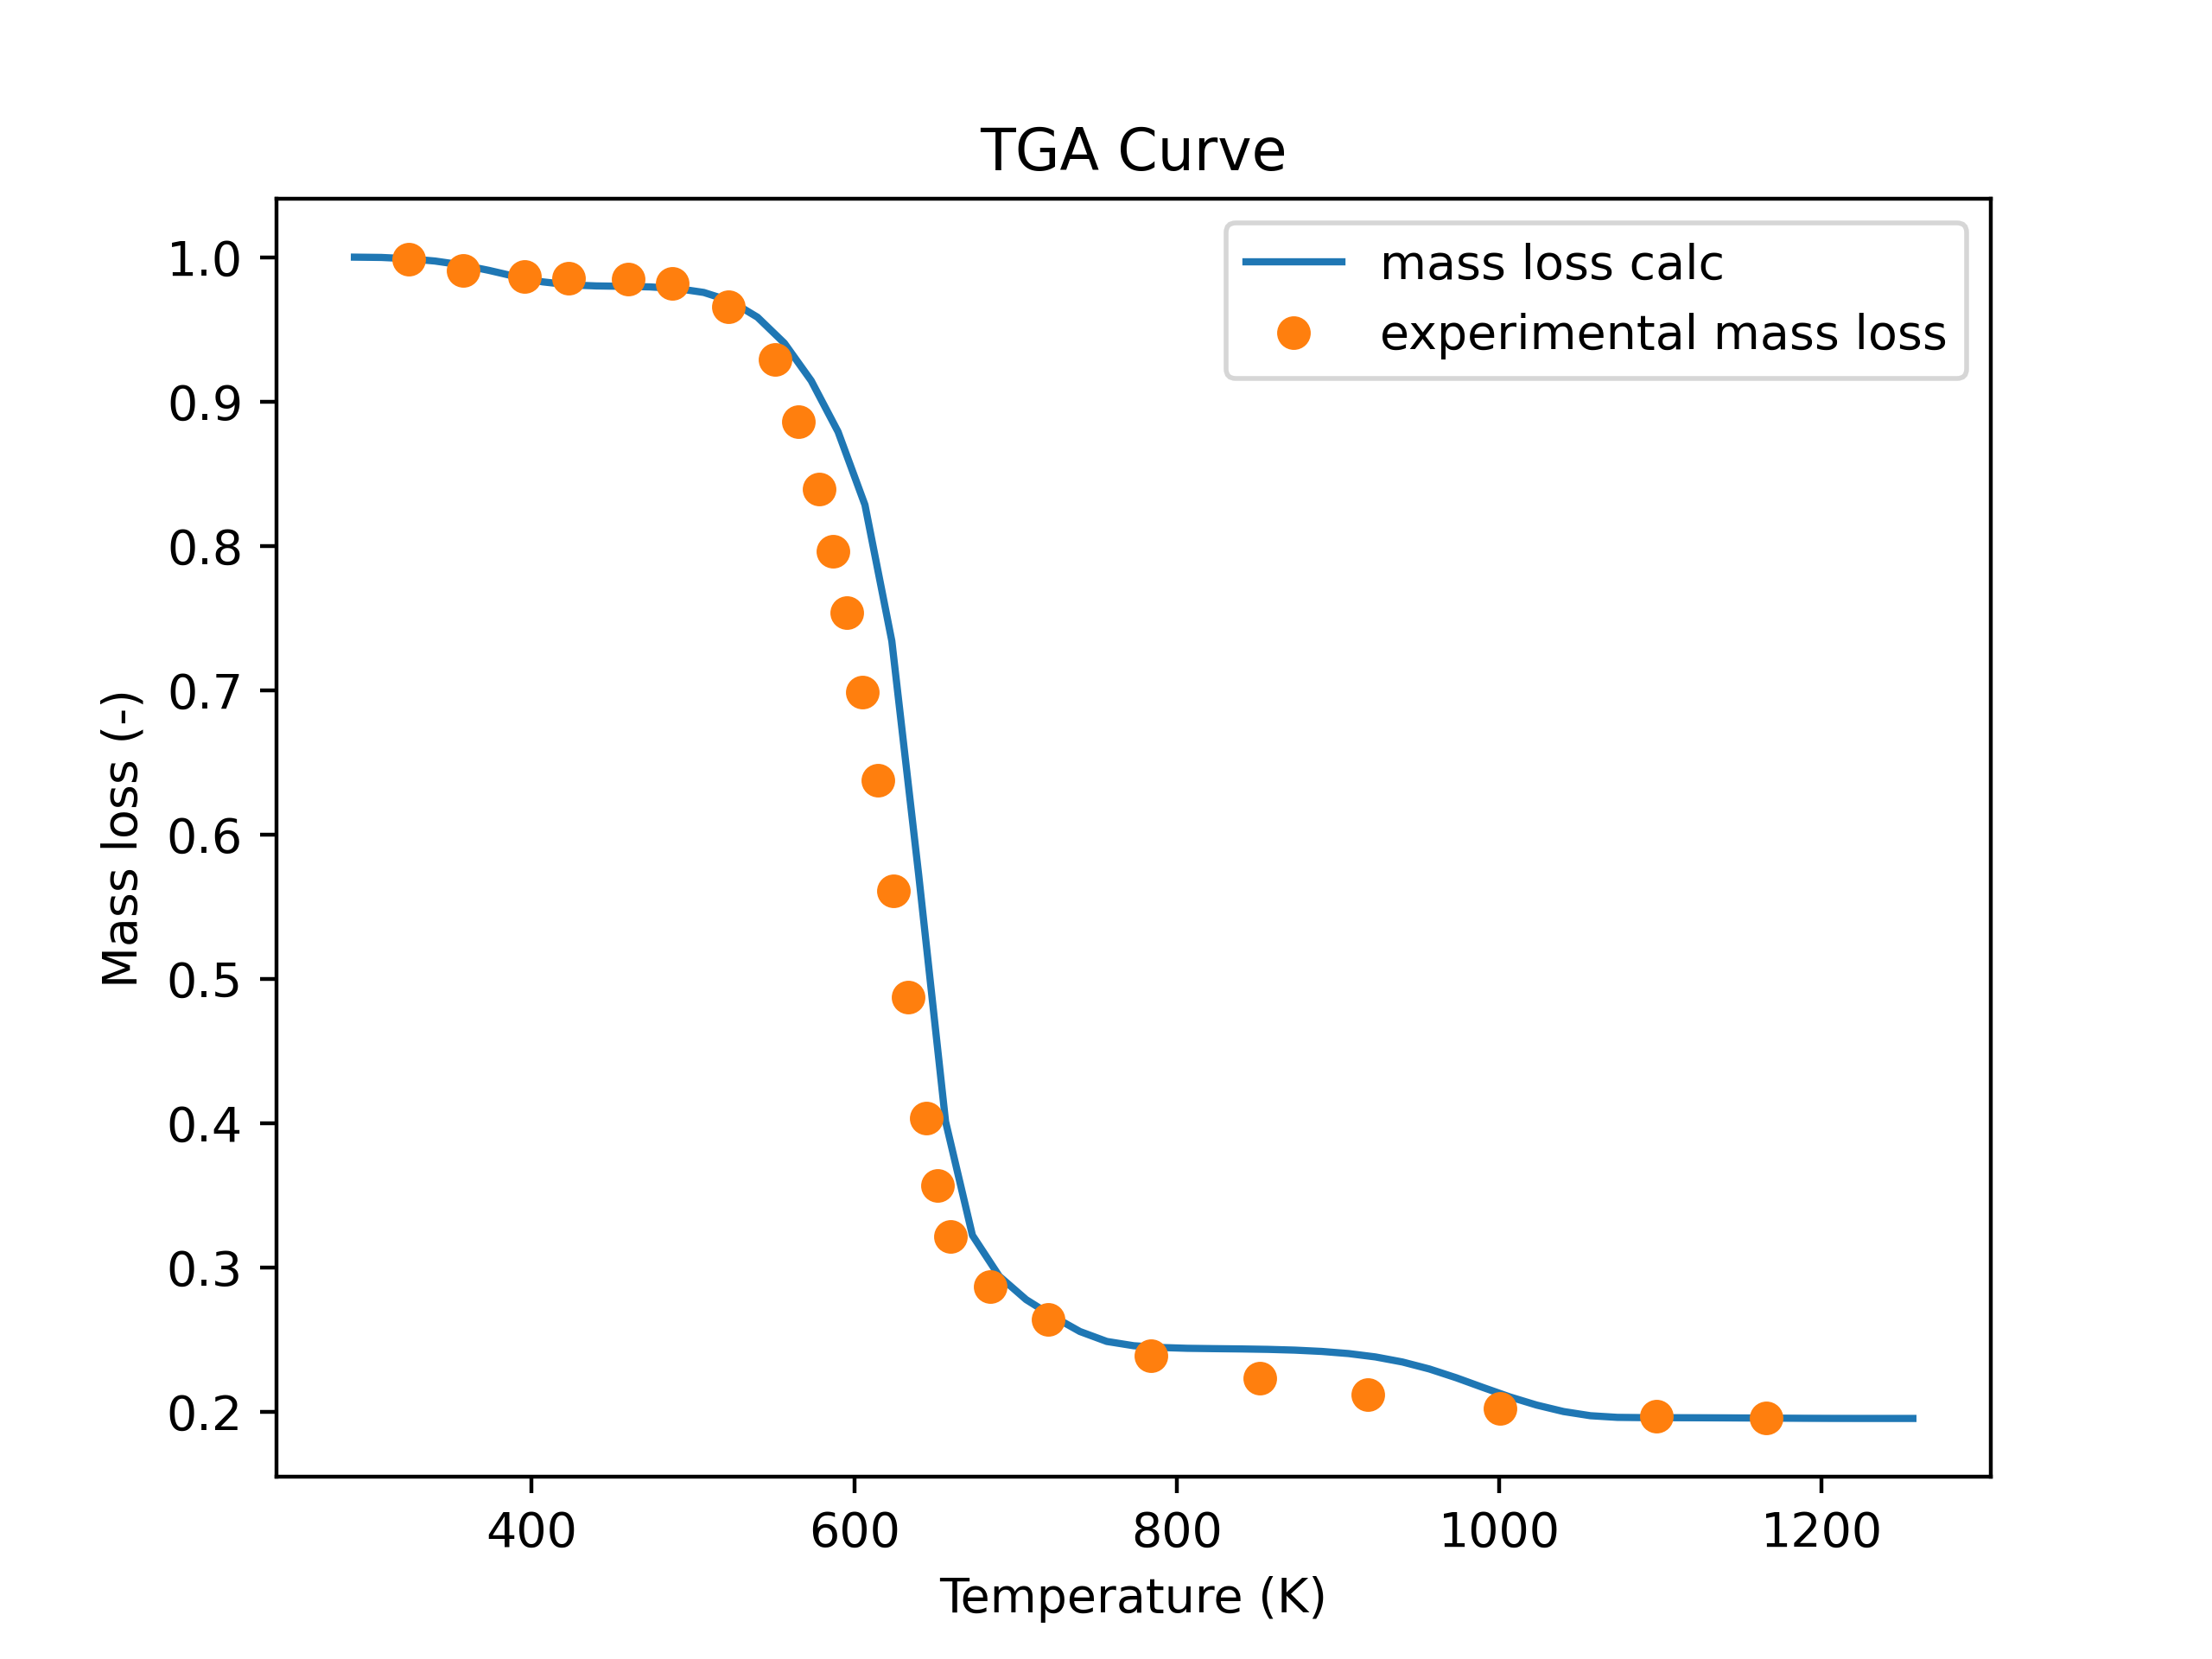 TGA Curve
mass loss calc
experimental mass loss
1.0
0.9
0.8
0.7
0.6
0.5
0.4
0.3
0.2
Mass loss (-)
400 600 800 1000 1200
Temperature (K)